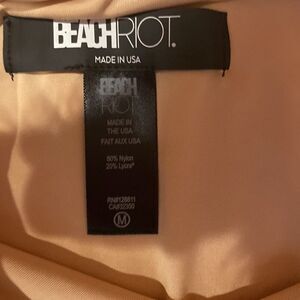 BEACHRIOT.
MADE IN USA
BEACH
RIOT
MADE IN
THE USA
FAIT AUX USA
80% Nylon
20% Lycra®
RN#128811
CA#32350
M